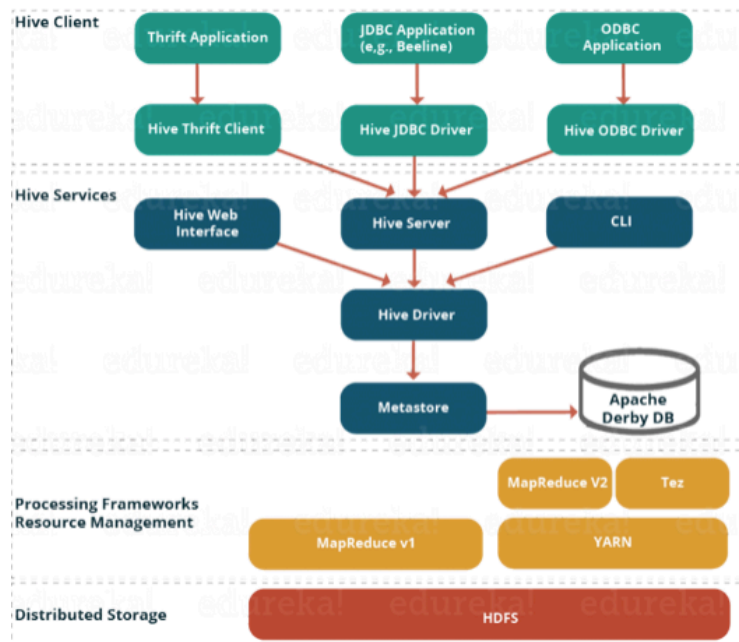 Hive Client
Thrift Application
JDBC Application
(e,g., Beeline)
ODBC
Application
Hive Thrift Client
Hive JDBC Driver
Hive ODBC Driver
Hive Services
Hive Web
Interface
Hive Server
CLI
Hive Driver
Metastore
Apache
Derby DB
Processing Frameworks
Resource Management
MapReduce V2
Tez
MapReduce v1
YARN
Distributed Storage
HDFS
edureka!